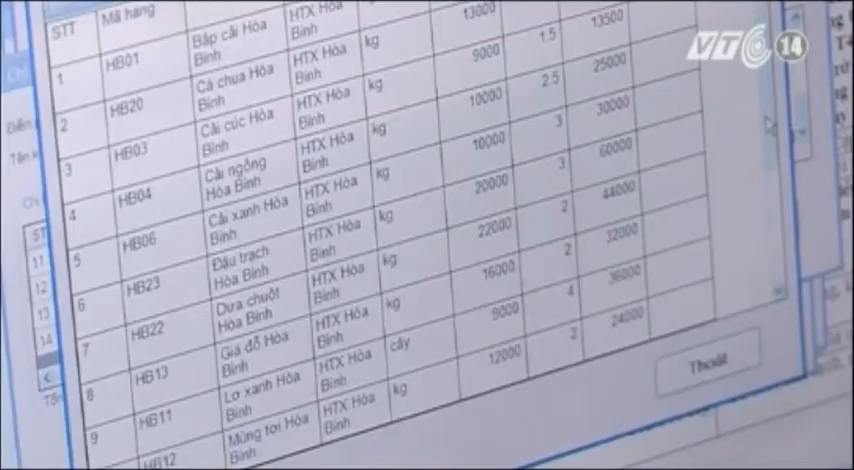 VTC 14
STT Mã hàng
1 HB01 Bắp cải Hòa Bình HTX Hòa Bình
2 HB20 Cà chua Hòa Bình HTX Hòa Bình kg 13000
3 HB03 Cải cúc Hòa Bình HTX Hòa Bình kg 9000 1.5 13500
4 HB04 Cải ngồng Hòa Bình HTX Hòa Bình kg 10000 2.5 25000
5 HB06 Cải xanh Hòa Bình HTX Hòa Bình kg 10000 3 30000
6 HB23 Đậu trạch Hòa Bình HTX Hòa Bình kg 20000 3 60000
7 HB22 Dưa chuột Hòa Bình HTX Hòa Bình kg 22000 2 44000
8 HB13 Giá đỗ Hòa Bình HTX Hòa Bình kg 16000 2 32000
9 HB11 Lơ xanh Hòa Bình HTX Hòa Bình cây 9000 4 36000
HB12 Mùng tơi Hòa Bình HTX Hòa Bình kg 12000 2 24000
Thoát
11
12
13
14